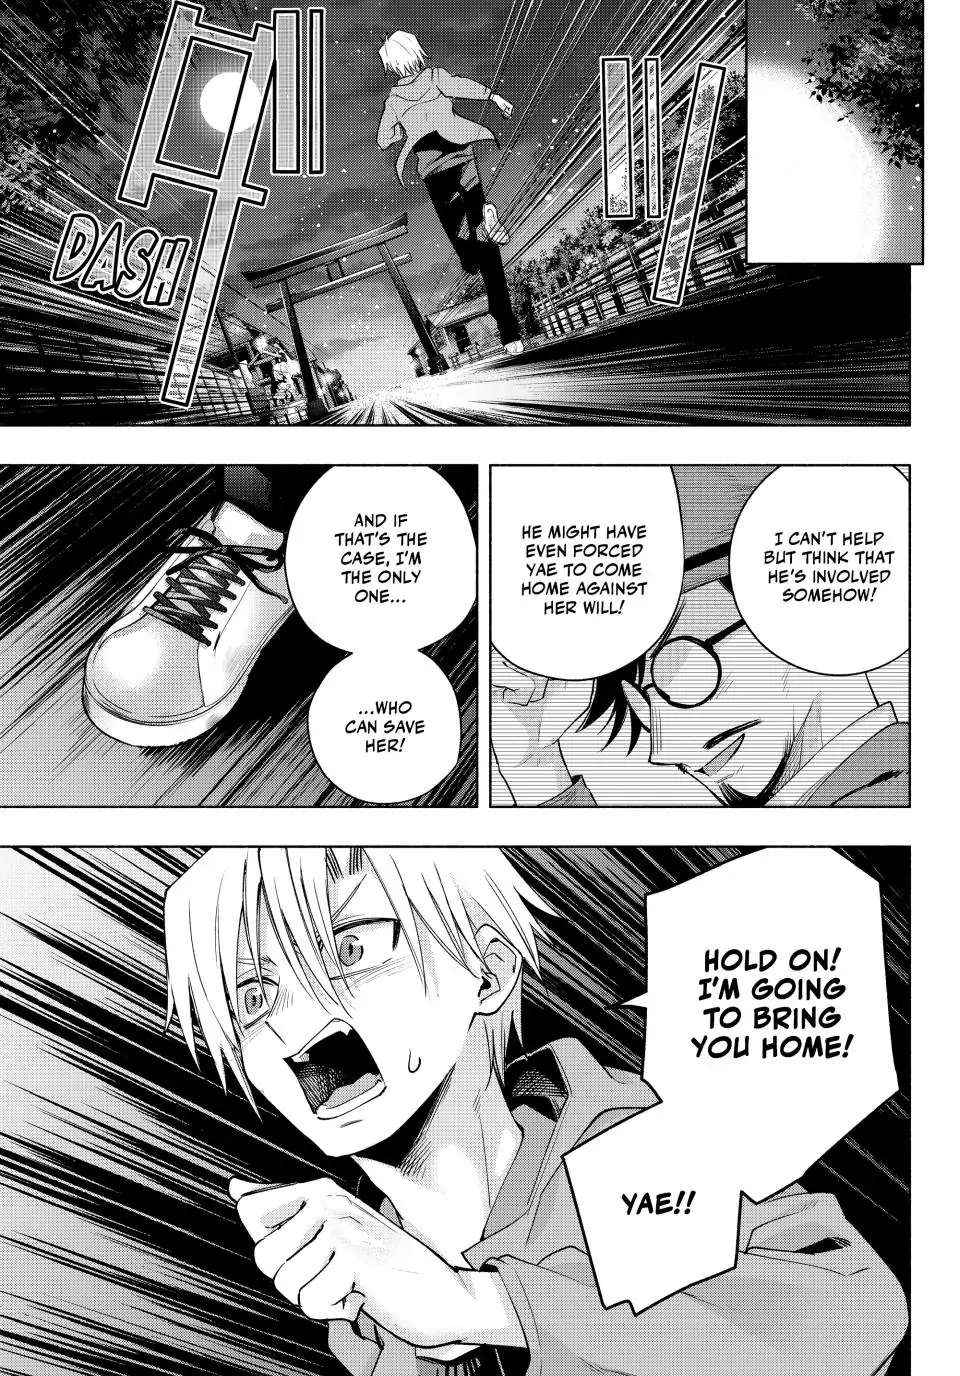 DASH
I CAN'T HELP
BUT THINK THAT
HE'S INVOLVED
SOMEHOW!
HE MIGHT HAVE
EVEN FORCED
YAE TO COME
HOME AGAINST
HER WILL!
AND IF
THAT'S THE
CASE, I'M
THE ONLY
ONE...
...WHO
CAN SAVE
HER!
HOLD ON!
I'M GOING
TO BRING
YOU HOME!
YAE!!